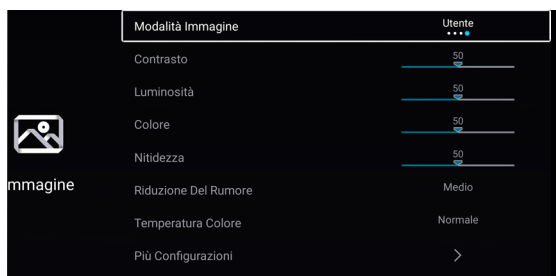 Modalità Immagine
Utente
Contrasto
50
Luminosità
50
Colore
50
Nitidezza
50
mmagine
Riduzione Del Rumore
Medio
Temperatura Colore
Normale
Più Configurazioni